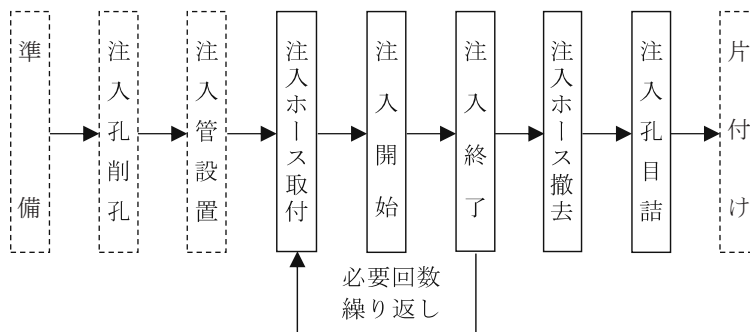 準備
注入孔削孔
注入管設置
注入ホース取付
注入開始
注入終了
注入ホース撤去
注入孔目詰
片付け
必要回数
繰り返し